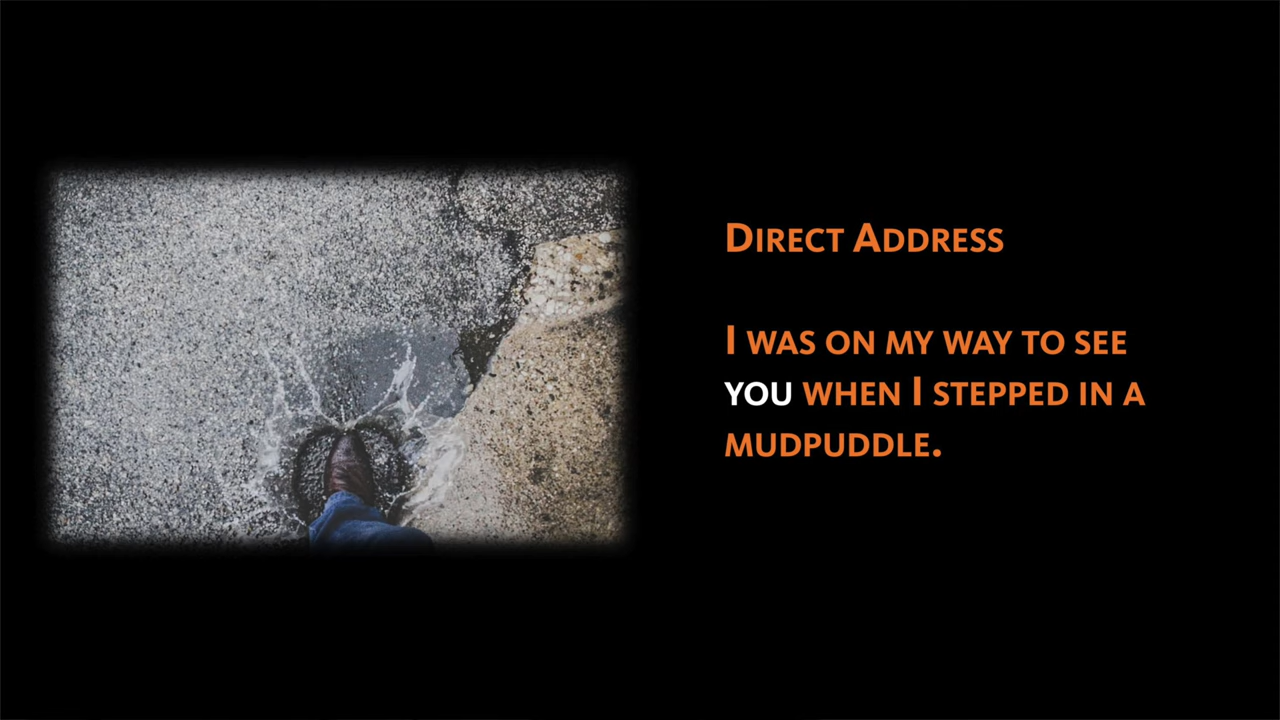 Direct Address
I was on my way to see
you when I stepped in a
mudpuddle.